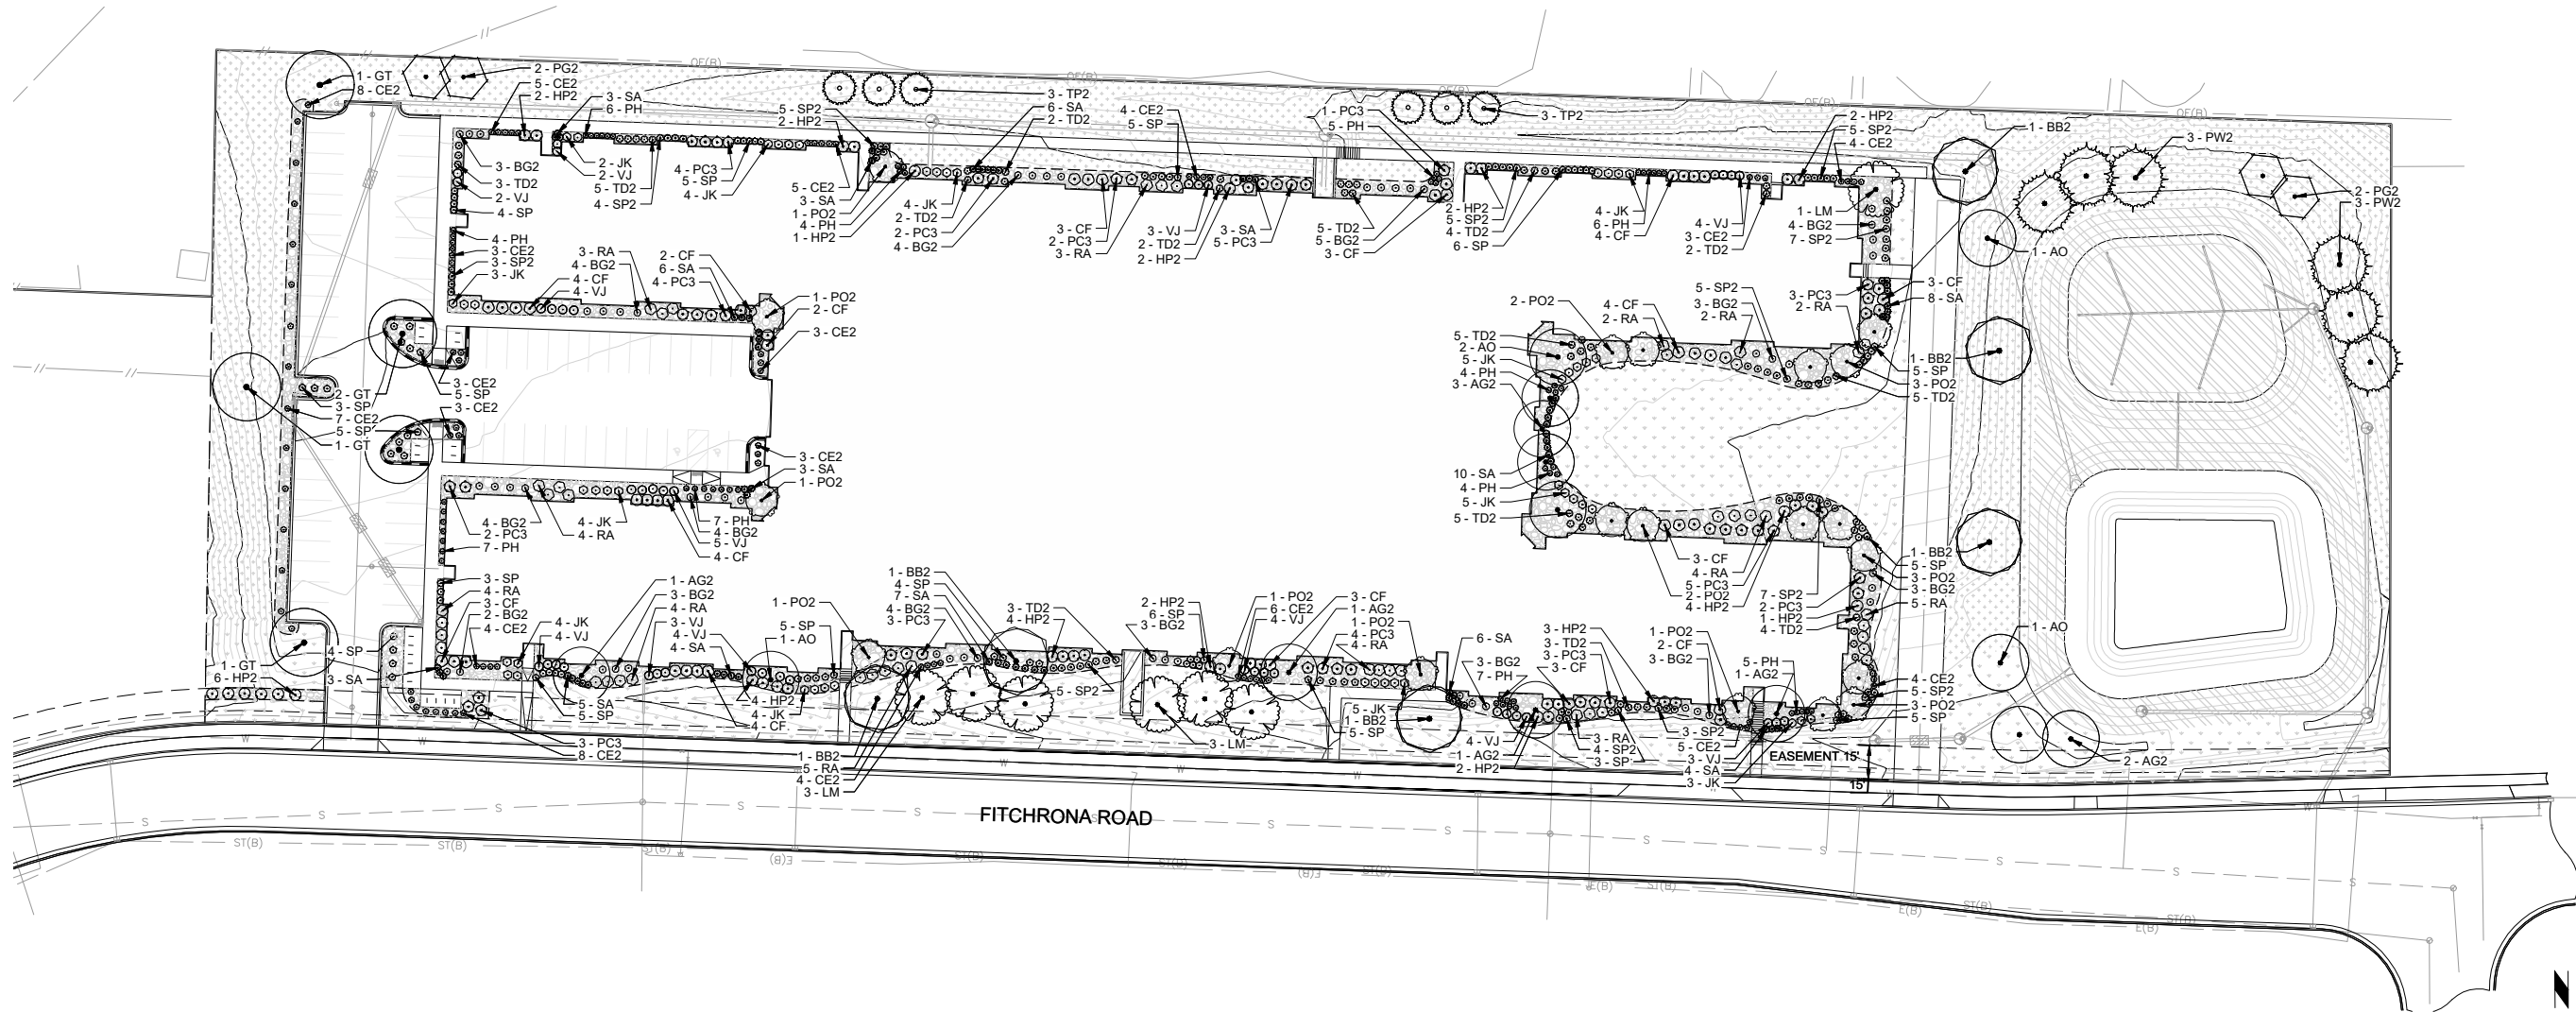 1 - GT
8 - CE2
2 - PG2
5 - CE2
2 - HP2
3 - SA
6 - PH
5 - SP2
2 - HP2
3 - TP2
6 - SA
2 - TD2
4 - CE2
5 - SP
1 - PC3
5 - PH
3 - TP2
2 - HP2
5 - SP2
4 - CE2
1 - BB2
3 - PW2
2 - PG2
3 - PW2
3 - BG2
3 - TD2
2 - VJ
4 - SP
2 - JK
2 - VJ
5 - TD2
4 - SP2
4 - PC3
5 - SP
4 - JK
5 - CE2
3 - SA
1 - PO2
4 - PH
1 - HP2
4 - JK
2 - TD2
2 - PC3
4 - BG2
3 - CF
2 - PC3
3 - RA
3 - VJ
2 - TD2
2 - HP2
3 - SA
5 - PC3
5 - TD2
5 - BG2
3 - CF
2 - HP2
5 - SP2
4 - TD2
6 - SP
4 - JK
6 - PH
4 - CF
4 - VJ
3 - CE2
2 - TD2
1 - LM
4 - BG2
7 - SP2
1 - AO
4 - PH
3 - CE2
3 - SP2
3 - JK
3 - RA
4 - BG2
4 - CF
4 - VJ
2 - CF
6 - SA
4 - PC3
1 - PO2
2 - CF
3 - CE2
2 - PO2
4 - CF
2 - RA
5 - SP2
3 - BG2
2 - RA
3 - PC3
2 - RA
3 - CF
8 - SA
5 - TD2
2 - AO
5 - JK
4 - PH
3 - AG2
1 - BB2
5 - SP
3 - PO2
5 - TD2
2 - GT
3 - SP
7 - CE2
5 - SP
1 - GT
3 - CE2
5 - SP
3 - CE2
3 - CE2
3 - SA
1 - PO2
10 - SA
4 - PH
5 - JK
5 - TD2
4 - BG2
2 - PC3
7 - PH
4 - JK
4 - RA
7 - PH
4 - BG2
5 - VJ
4 - CF
3 - CF
4 - RA
5 - PC3
2 - PO2
4 - HP2
7 - SP2
2 - PC3
1 - HP2
4 - TD2
1 - BB2
5 - SP
3 - PO2
3 - BG2
5 - RA
1 - AO
3 - SP
4 - RA
3 - CF
2 - BG2
4 - CE2
4 - JK
4 - VJ
1 - AG2
3 - BG2
4 - RA
3 - VJ
4 - VJ
4 - SA
1 - PO2
5 - SP
1 - AO
1 - BB2
4 - SP
7 - SA
4 - BG2
3 - PC3
3 - TD2
4 - HP2
2 - HP2
6 - SP
3 - BG2
1 - PO2
6 - CE2
4 - VJ
3 - CF
1 - AG2
1 - PO2
4 - PC3
4 - RA
6 - SA
3 - BG2
7 - PH
3 - HP2
3 - TD2
3 - PC3
3 - CF
1 - PO2
2 - CF
3 - BG2
5 - PH
1 - AG2
4 - CE2
5 - SP2
3 - PO2
5 - SP
4 - SP
1 - GT
6 - HP2
3 - SA
5 - SA
5 - SP
3 - PC3
8 - CE2
4 - HP2
4 - JK
4 - CF
1 - BB2
5 - RA
4 - CE2
3 - LM
5 - SP2
3 - LM
5 - JK
1 - BB2
5 - SP
4 - VJ
1 - AG2
2 - HP2
3 - RA
4 - SP2
3 - SP
3 - SP2
5 - CE2
3 - VJ
4 - SA
3 - JK
EASEMENT 15'
15'
2 - AG2
FITCHRONA ROAD
N